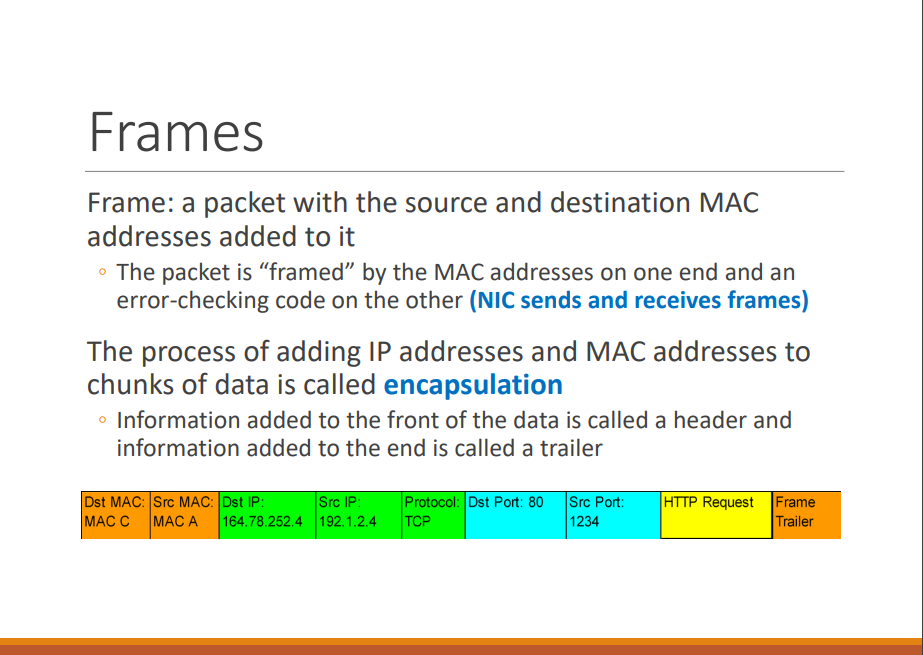 Frames
Frame: a packet with the source and destination MAC
addresses added to it
◦ The packet is “framed” by the MAC addresses on one end and an
error-checking code on the other (NIC sends and receives frames)
The process of adding IP addresses and MAC addresses to
chunks of data is called encapsulation
◦ Information added to the front of the data is called a header and
information added to the end is called a trailer
Dst MAC: Src MAC: Dst IP: Src IP: Protocol: Dst Port: 80 Src Port: HTTP Request Frame
MAC C MAC A 164.78.252.4 192.1.2.4 TCP 1234 Trailer